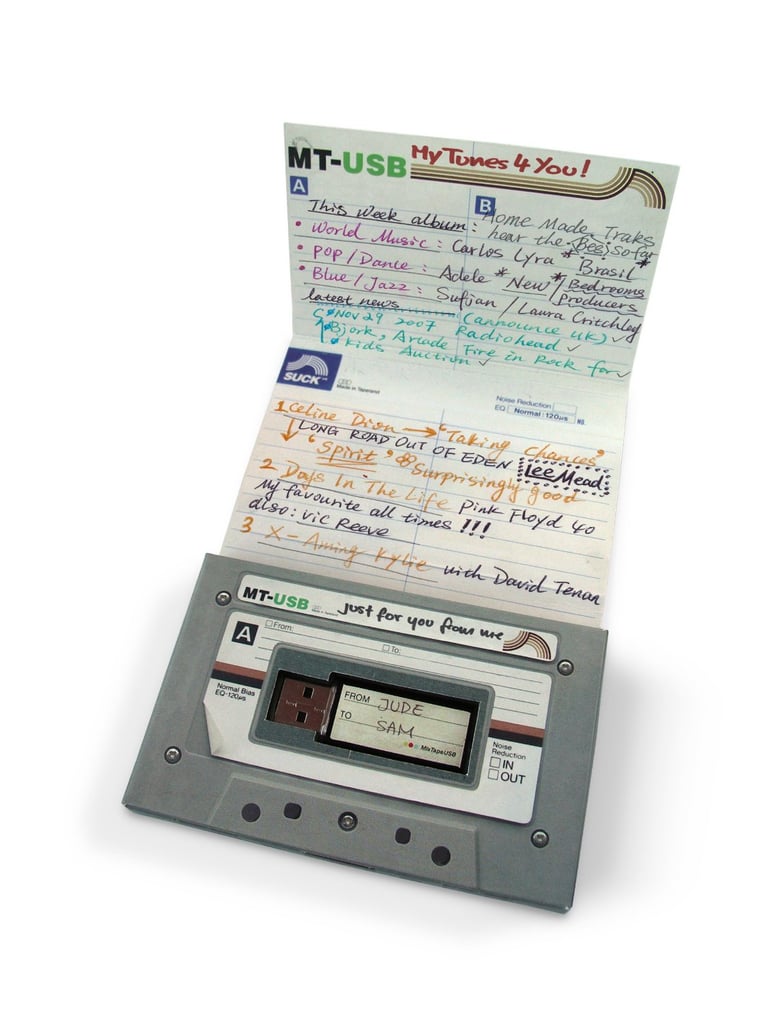 MT-USB My Tunes 4 You!
A B
This week album: Home Made Traks
hear the Bee, so far
• World Music: Carlos Lyra * Brasil *
• POP/Dance: Adele * New * Bedrooms
Producers
• Blue/Jazz: Sufjan / Laura Critchley
latest news
Nov 29 2007 (announce UK) ✓
Bjork, Arcade Fire in Rock for ✓
Radiohead ✓
Kids Auction ✓
SUCK Made in Taperand
Noise Reduction
EQ Normal: 120µs
1 Celine Dion → "Taking Chances"
LONG ROAD OUT OF EDEN Lee Mead
"Spirit" Surprisingly good
2 Days In The Life Pink Floyd 40
My favourite all times !!!
also: Vic Reeve
3 X-Aming Kylie with David Tenan
MT-USB Just for you from me
A From: To:
Normal Bias
EQ-120µs
FROM JUDE
TO SAM
MixTapeUSB
Noise
Reduction
IN
OUT